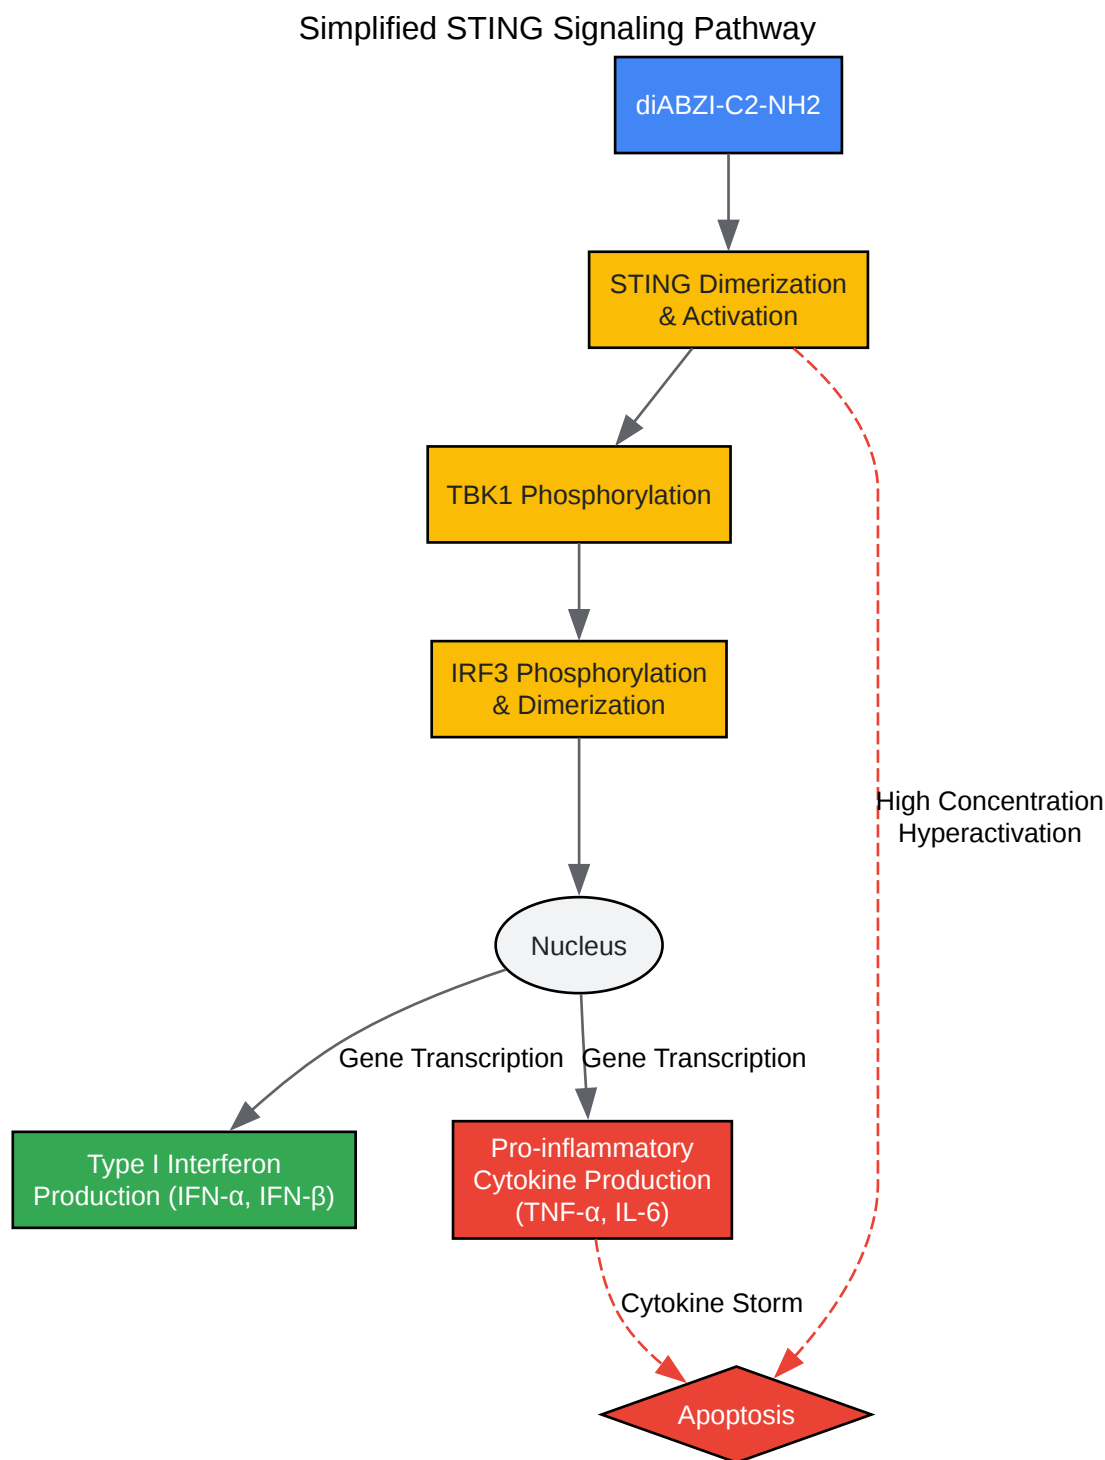 Simplified STING Signaling Pathway
diABZI-C2-NH2
STING Dimerization
& Activation
TBK1 Phosphorylation
IRF3 Phosphorylation
& Dimerization
High Concentration
Hyperactivation
Nucleus
Gene Transcription
Gene Transcription
Type I Interferon
Production (IFN-α, IFN-β)
Pro-inflammatory
Cytokine Production
(TNF-α, IL-6)
Cytokine Storm
Apoptosis